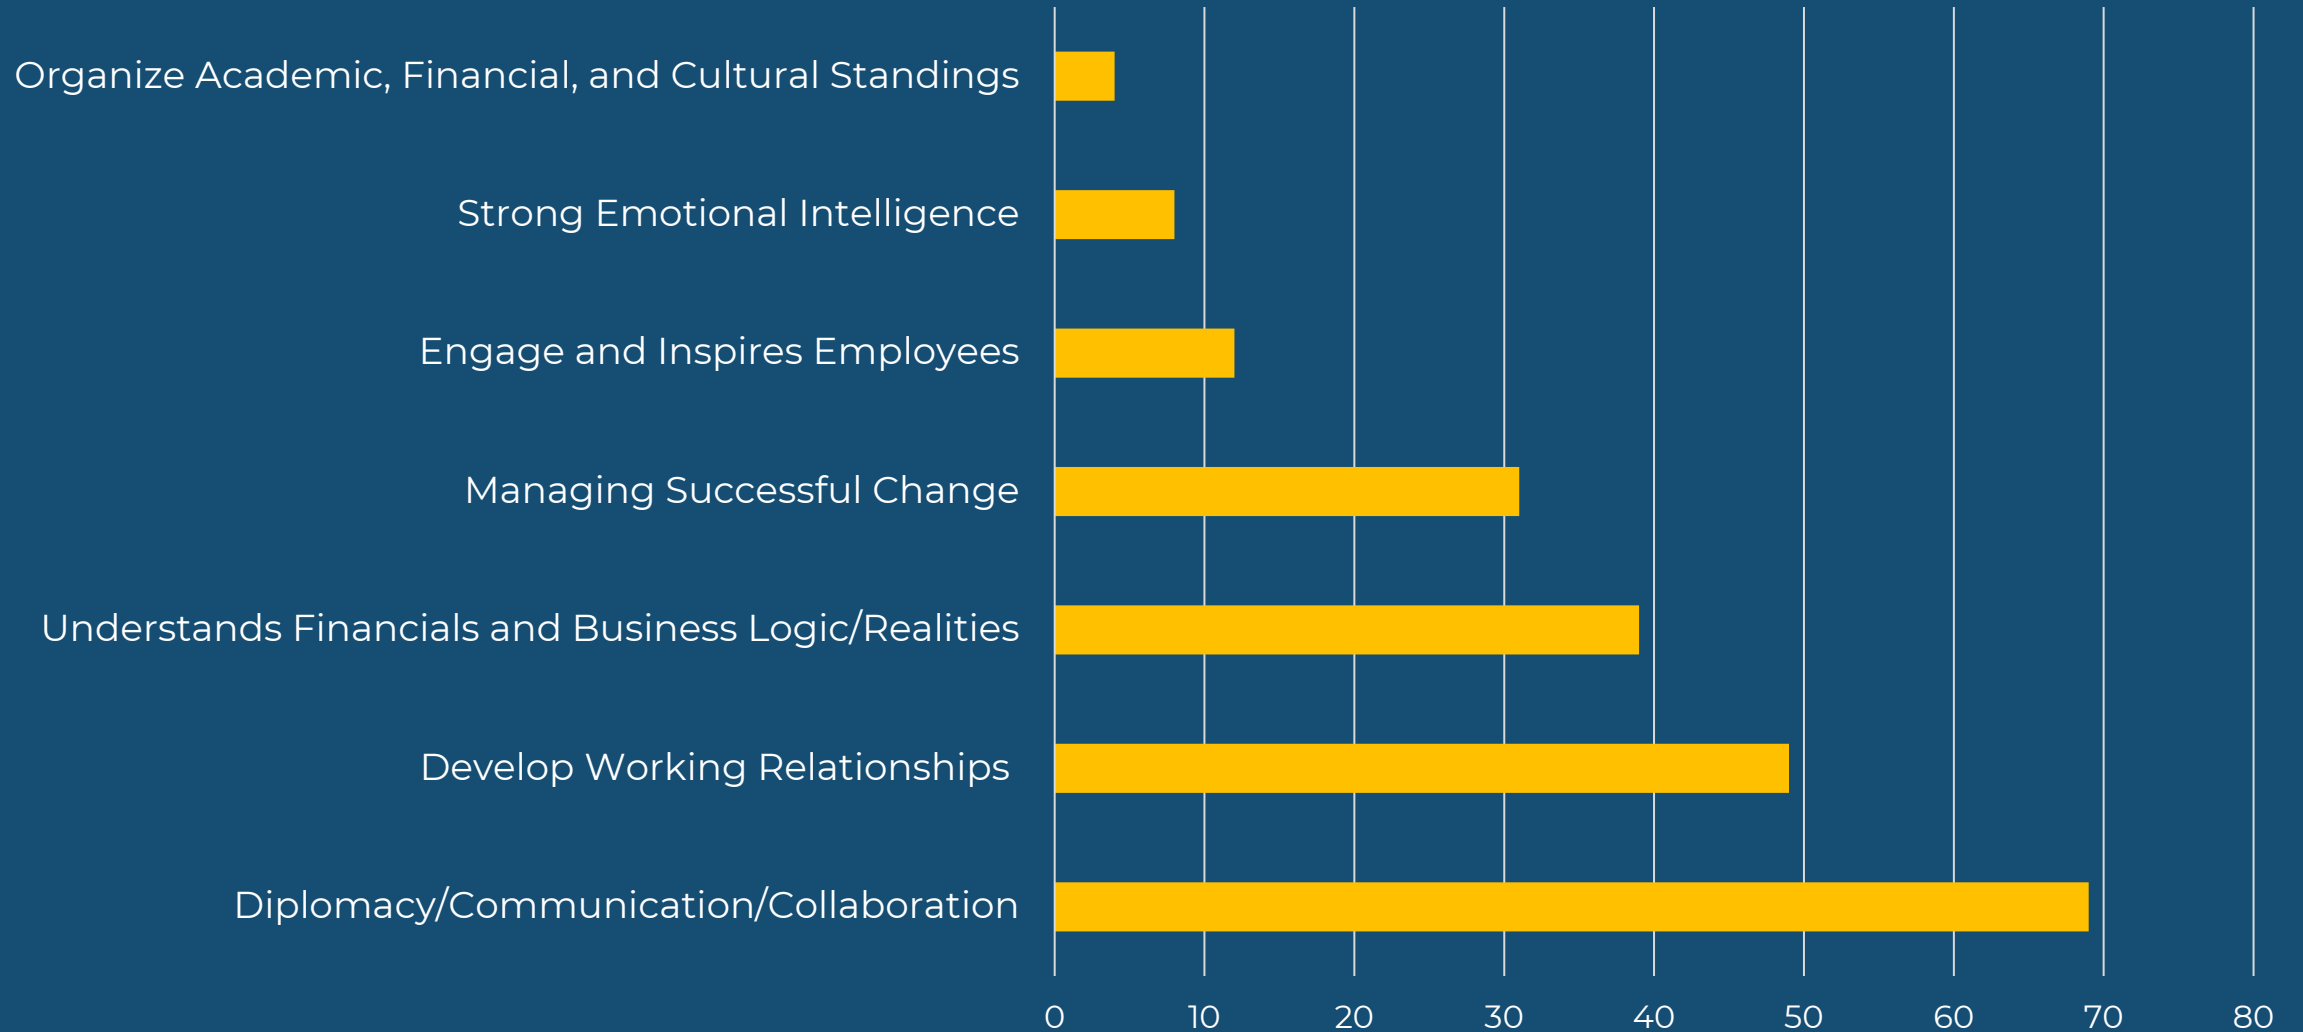 Organize Academic, Financial, and Cultural Standings
Strong Emotional Intelligence
Engage and Inspires Employees
Managing Successful Change
Understands Financials and Business Logic/Realities
Develop Working Relationships
Diplomacy/Communication/Collaboration
0 10 20 30 40 50 60 70 80